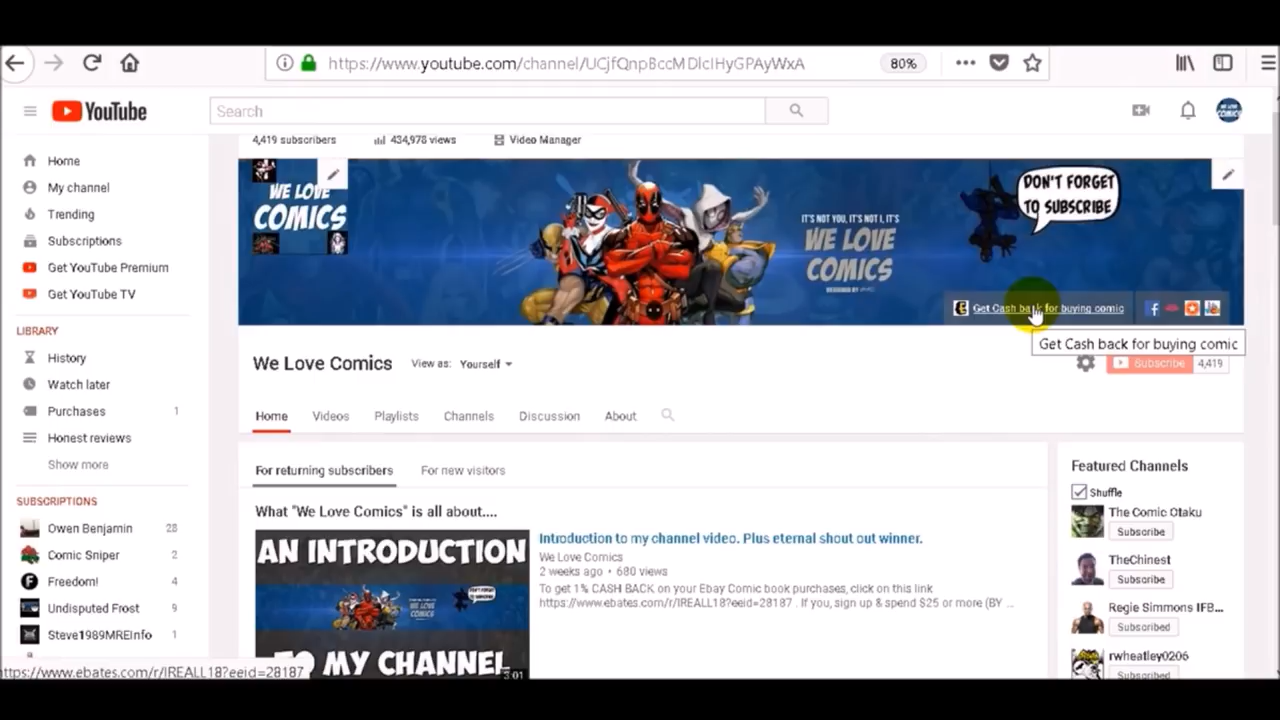 https://www.youtube.com/channel/UCjfQnpBccMDlcIHyGPAyWxA
80%
YouTube
Search
4,419 subscribers
434,978 views
Video Manager
Home
My channel
Trending
Subscriptions
Get YouTube Premium
Get YouTube TV
LIBRARY
History
Watch later
Purchases 1
Honest reviews
Show more
SUBSCRIPTIONS
Owen Benjamin 28
Comic Sniper 2
Freedom! 4
Undisputed Frost 9
Steve1989MREInfo 1
WE LOVE
COMICS
IT'S NOT YOU, IT'S NOT I, IT'S
WE LOVE
COMICS
DON'T FORGET
TO SUBSCRIBE
Get Cash back for buying comic
Get Cash back for buying comic
We Love Comics
View as: Yourself
Subscribe 4,419
Home
Videos
Playlists
Channels
Discussion
About
For returning subscribers
For new visitors
What "We Love Comics" is all about....
AN INTRODUCTION
TO MY CHANNEL
3:01
Introduction to my channel video. Plus eternal shout out winner.
We Love Comics
2 weeks ago • 680 views
To get 1% CASH BACK on your Ebay Comic book purchases, click on this link
https://www.ebates.com/r/IREALL18?eeid=28187 . If you, sign up & spend $25 or more (BY ...
Featured Channels
Shuffle
The Comic Otaku
Subscribe
TheChinest
Subscribe
Regie Simmons IFB...
Subscribed
rwheatley0206
Subscribed
https://www.ebates.com/r/IREALL18?eeid=28187